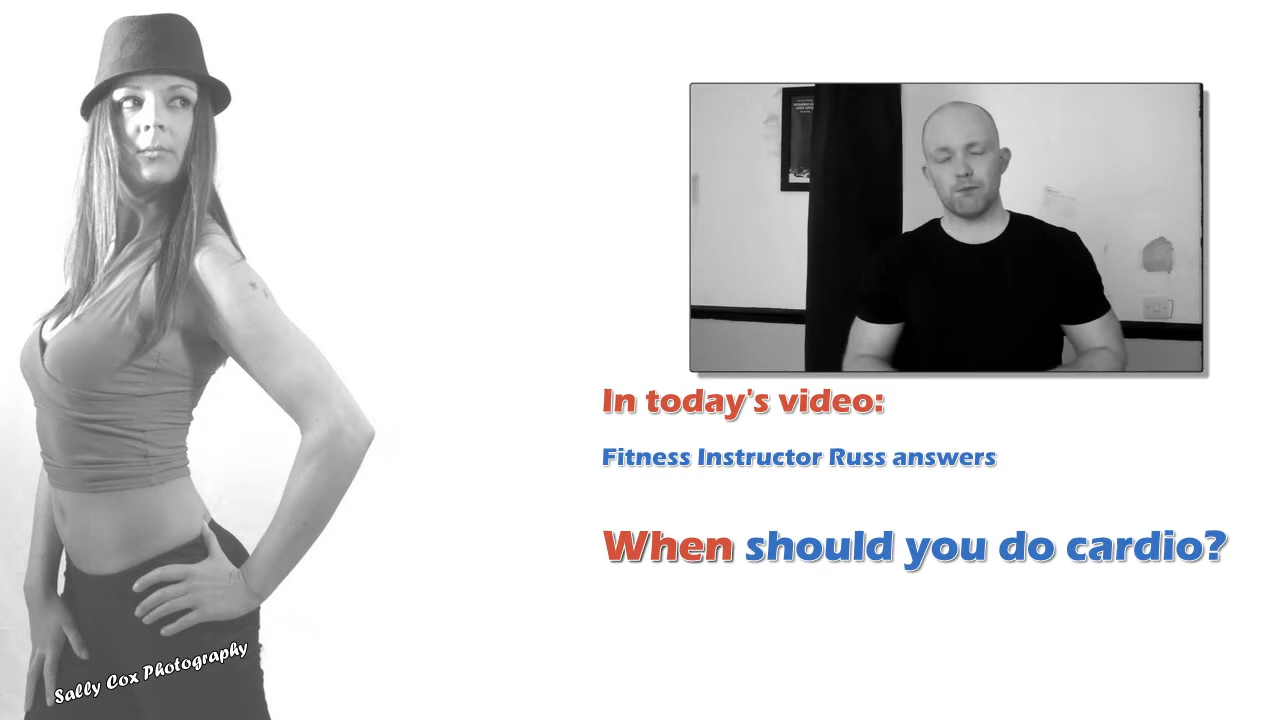 In today's video:
Fitness Instructor Russ answers
When should you do cardio?
Sally Cox Photography